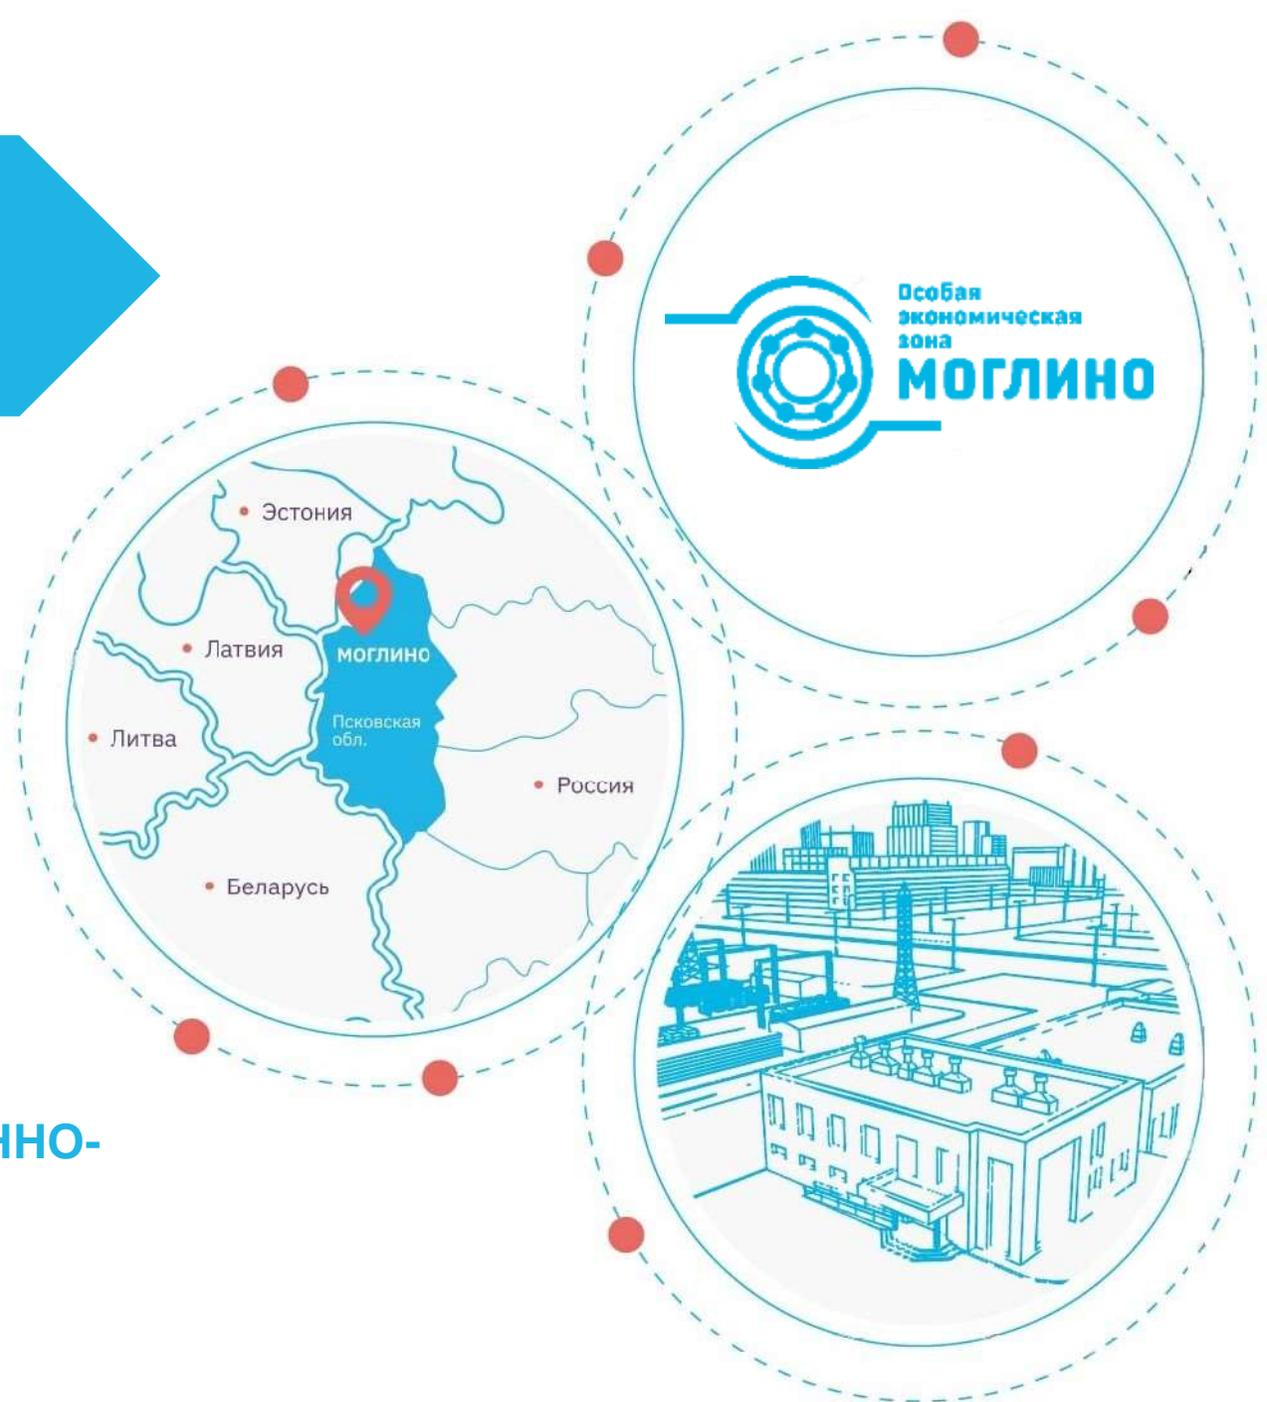 Особая
экономическая
зона
МОГЛИНО
Эстония
Латвия
МОГЛИНО
Литва
Псковская
обл.
Россия
Беларусь
ННО-